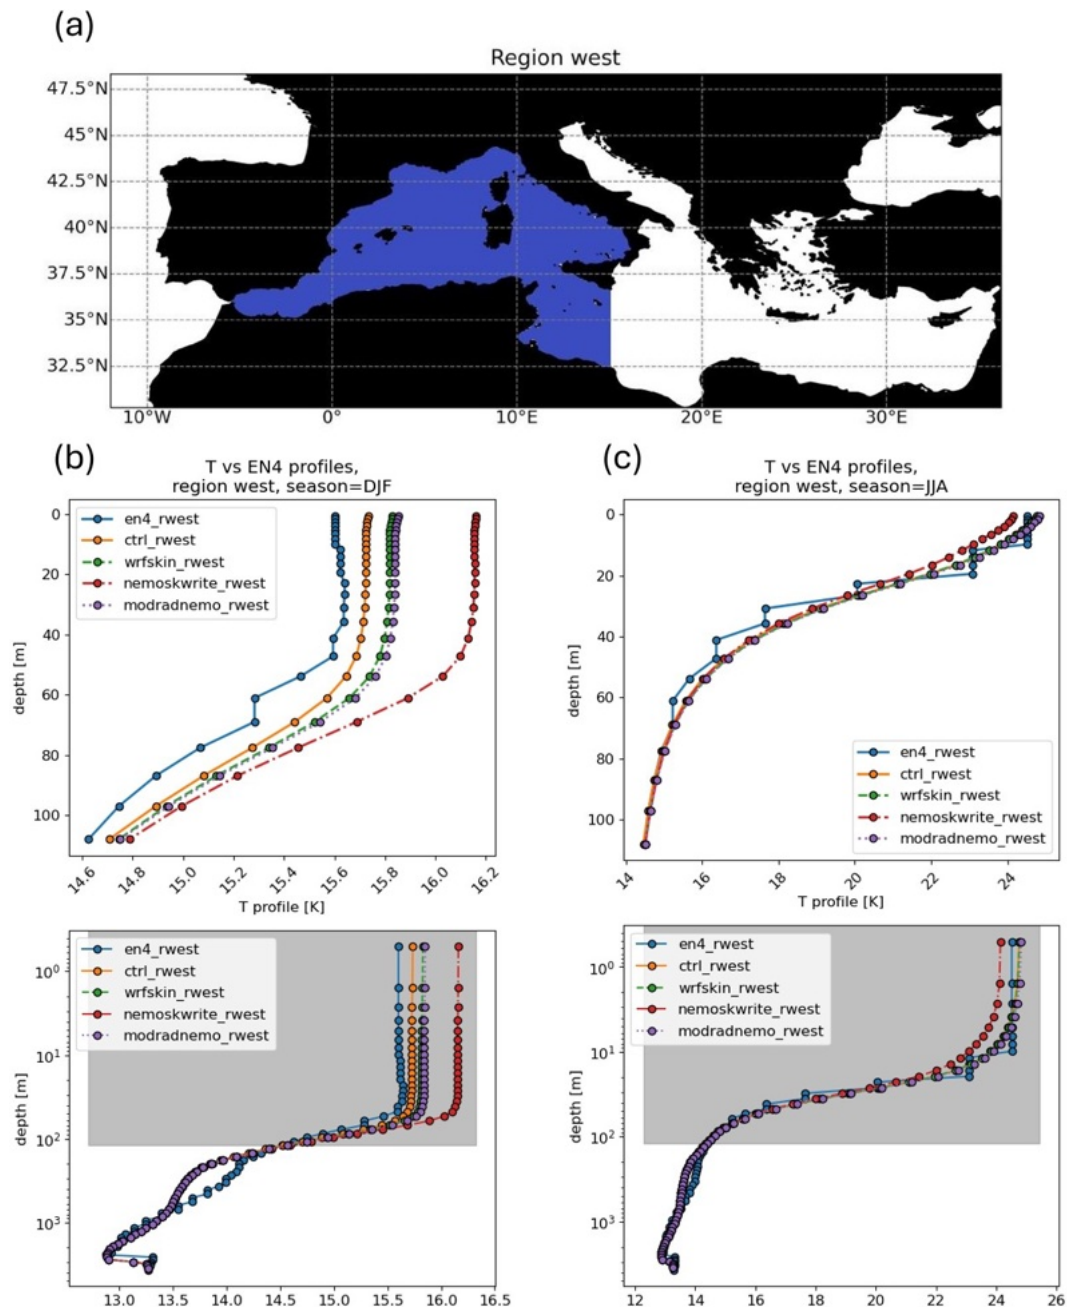 (a)
Region west
47.5°N
45°N
42.5°N
40°N
37.5°N
35°N
32.5°N
10°W
0°
10°E
20°E
30°E
(b)
T vs EN4 profiles,
region west, season=DJF
0
20
40
60
80
100
depth [m]
en4_rwest
ctrl_rwest
wrfskin_rwest
nemoskwrite_rwest
modradnemo_rwest
14.6
14.8
15.0
15.2
15.4
15.6
15.8
16.0
16.2
T profile [K]
(c)
T vs EN4 profiles,
region west, season=JJA
0
20
40
60
80
100
depth [m]
en4_rwest
ctrl_rwest
wrfskin_rwest
nemoskwrite_rwest
modradnemo_rwest
14
16
18
20
22
24
T profile [K]
en4_rwest
ctrl_rwest
wrfskin_rwest
nemoskwrite_rwest
modradnemo_rwest
10⁰
10¹
10²
10³
depth [m]
13.0
13.5
14.0
14.5
15.0
15.5
16.0
16.5
en4_rwest
ctrl_rwest
wrfskin_rwest
nemoskwrite_rwest
modradnemo_rwest
10⁰
10¹
10²
10³
depth [m]
12
14
16
18
20
22
24
26